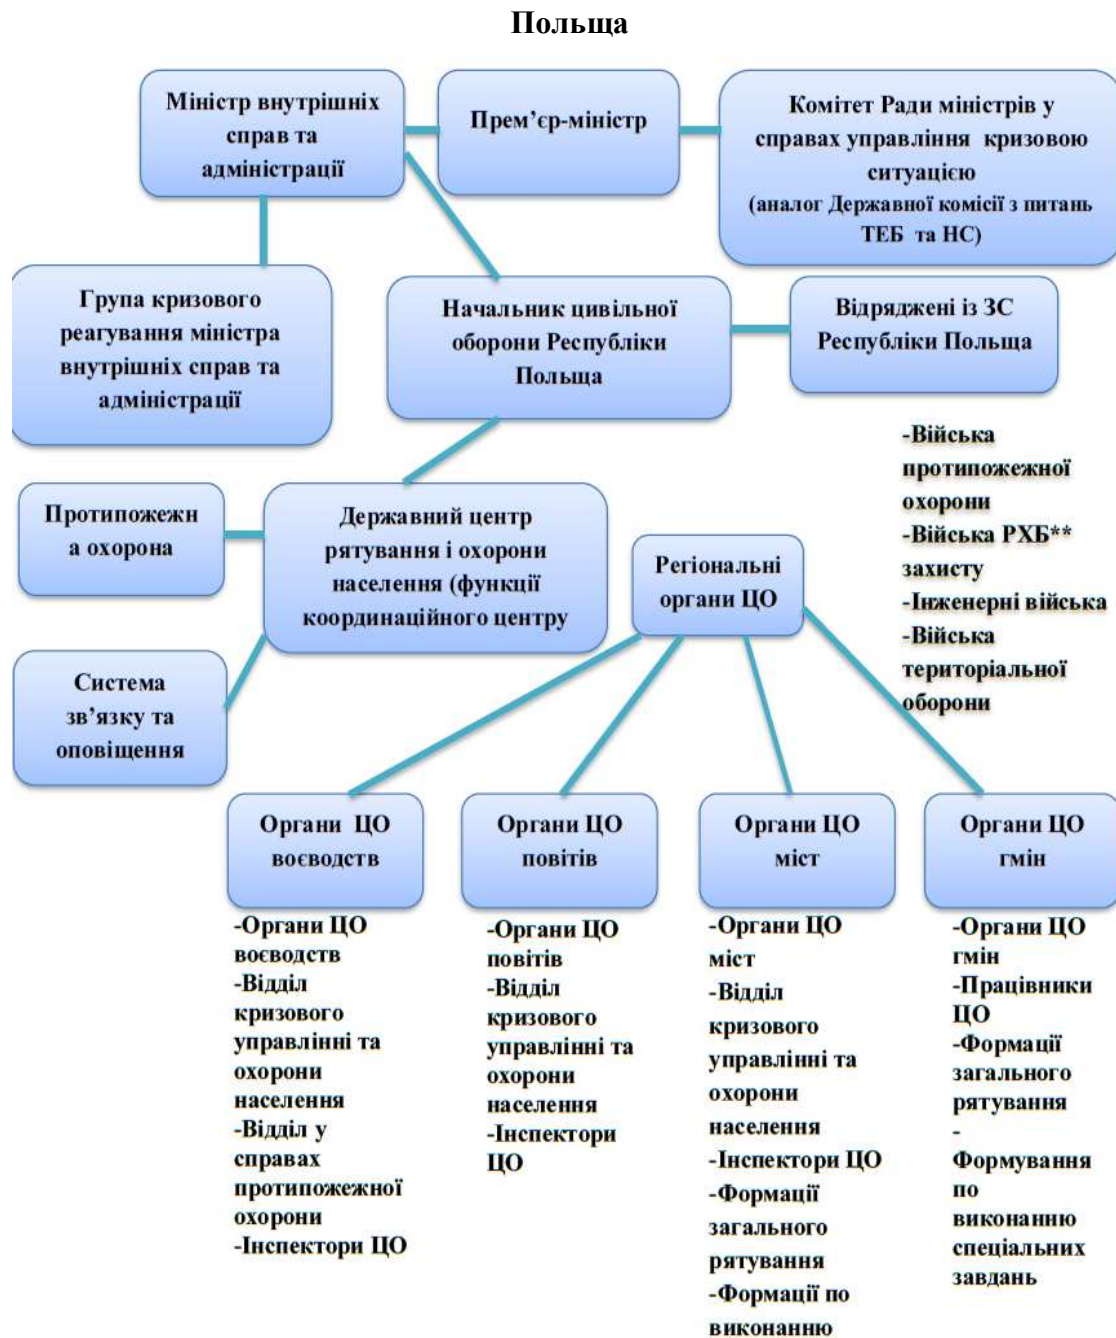 Польща
Міністр внутрішніх
справ та
адміністрації
Прем’єр-міністр
Комітет Ради міністрів у
справах управління кризовою
ситуацією
(аналог Державної комісії з питань
ТЕБ та НС)
Група кризового
реагування міністра
внутрішніх справ та
адміністрації
Начальник цивільної
оборони Республіки
Польща
Відряджені із ЗС
Республіки Польща
-Війська
протипожежної
охорони
-Війська РХБ**
захисту
-Інженерні війська
-Війська
територіальної
оборони
Протипожежн
а охорона
Державний центр
рятування і охорони
населення (функції
координаційного центру
Регіональні
органи ЦО
Система
зв’язку та
оповіщення
Органи ЦО
воєводств
Органи ЦО
повітів
Органи ЦО
міст
Органи ЦО
гмін
-Органи ЦО
воєводств
-Відділ
кризового
управлінні та
охорони
населення
-Відділ у
справах
протипожежної
охорони
-Інспектори ЦО
-Органи ЦО
повітів
-Відділ
кризового
управлінні та
охорони
населення
-Інспектори
ЦО
-Органи ЦО
міст
-Відділ
кризового
управлінні та
охорони
населення
-Інспектори ЦО
-Формації
загального
рятування
-Формації по
виконанню
-Органи ЦО
гмін
-Працівники
ЦО
-Формації
загального
рятування
-
Формування
по
виконанню
спеціальних
завдань